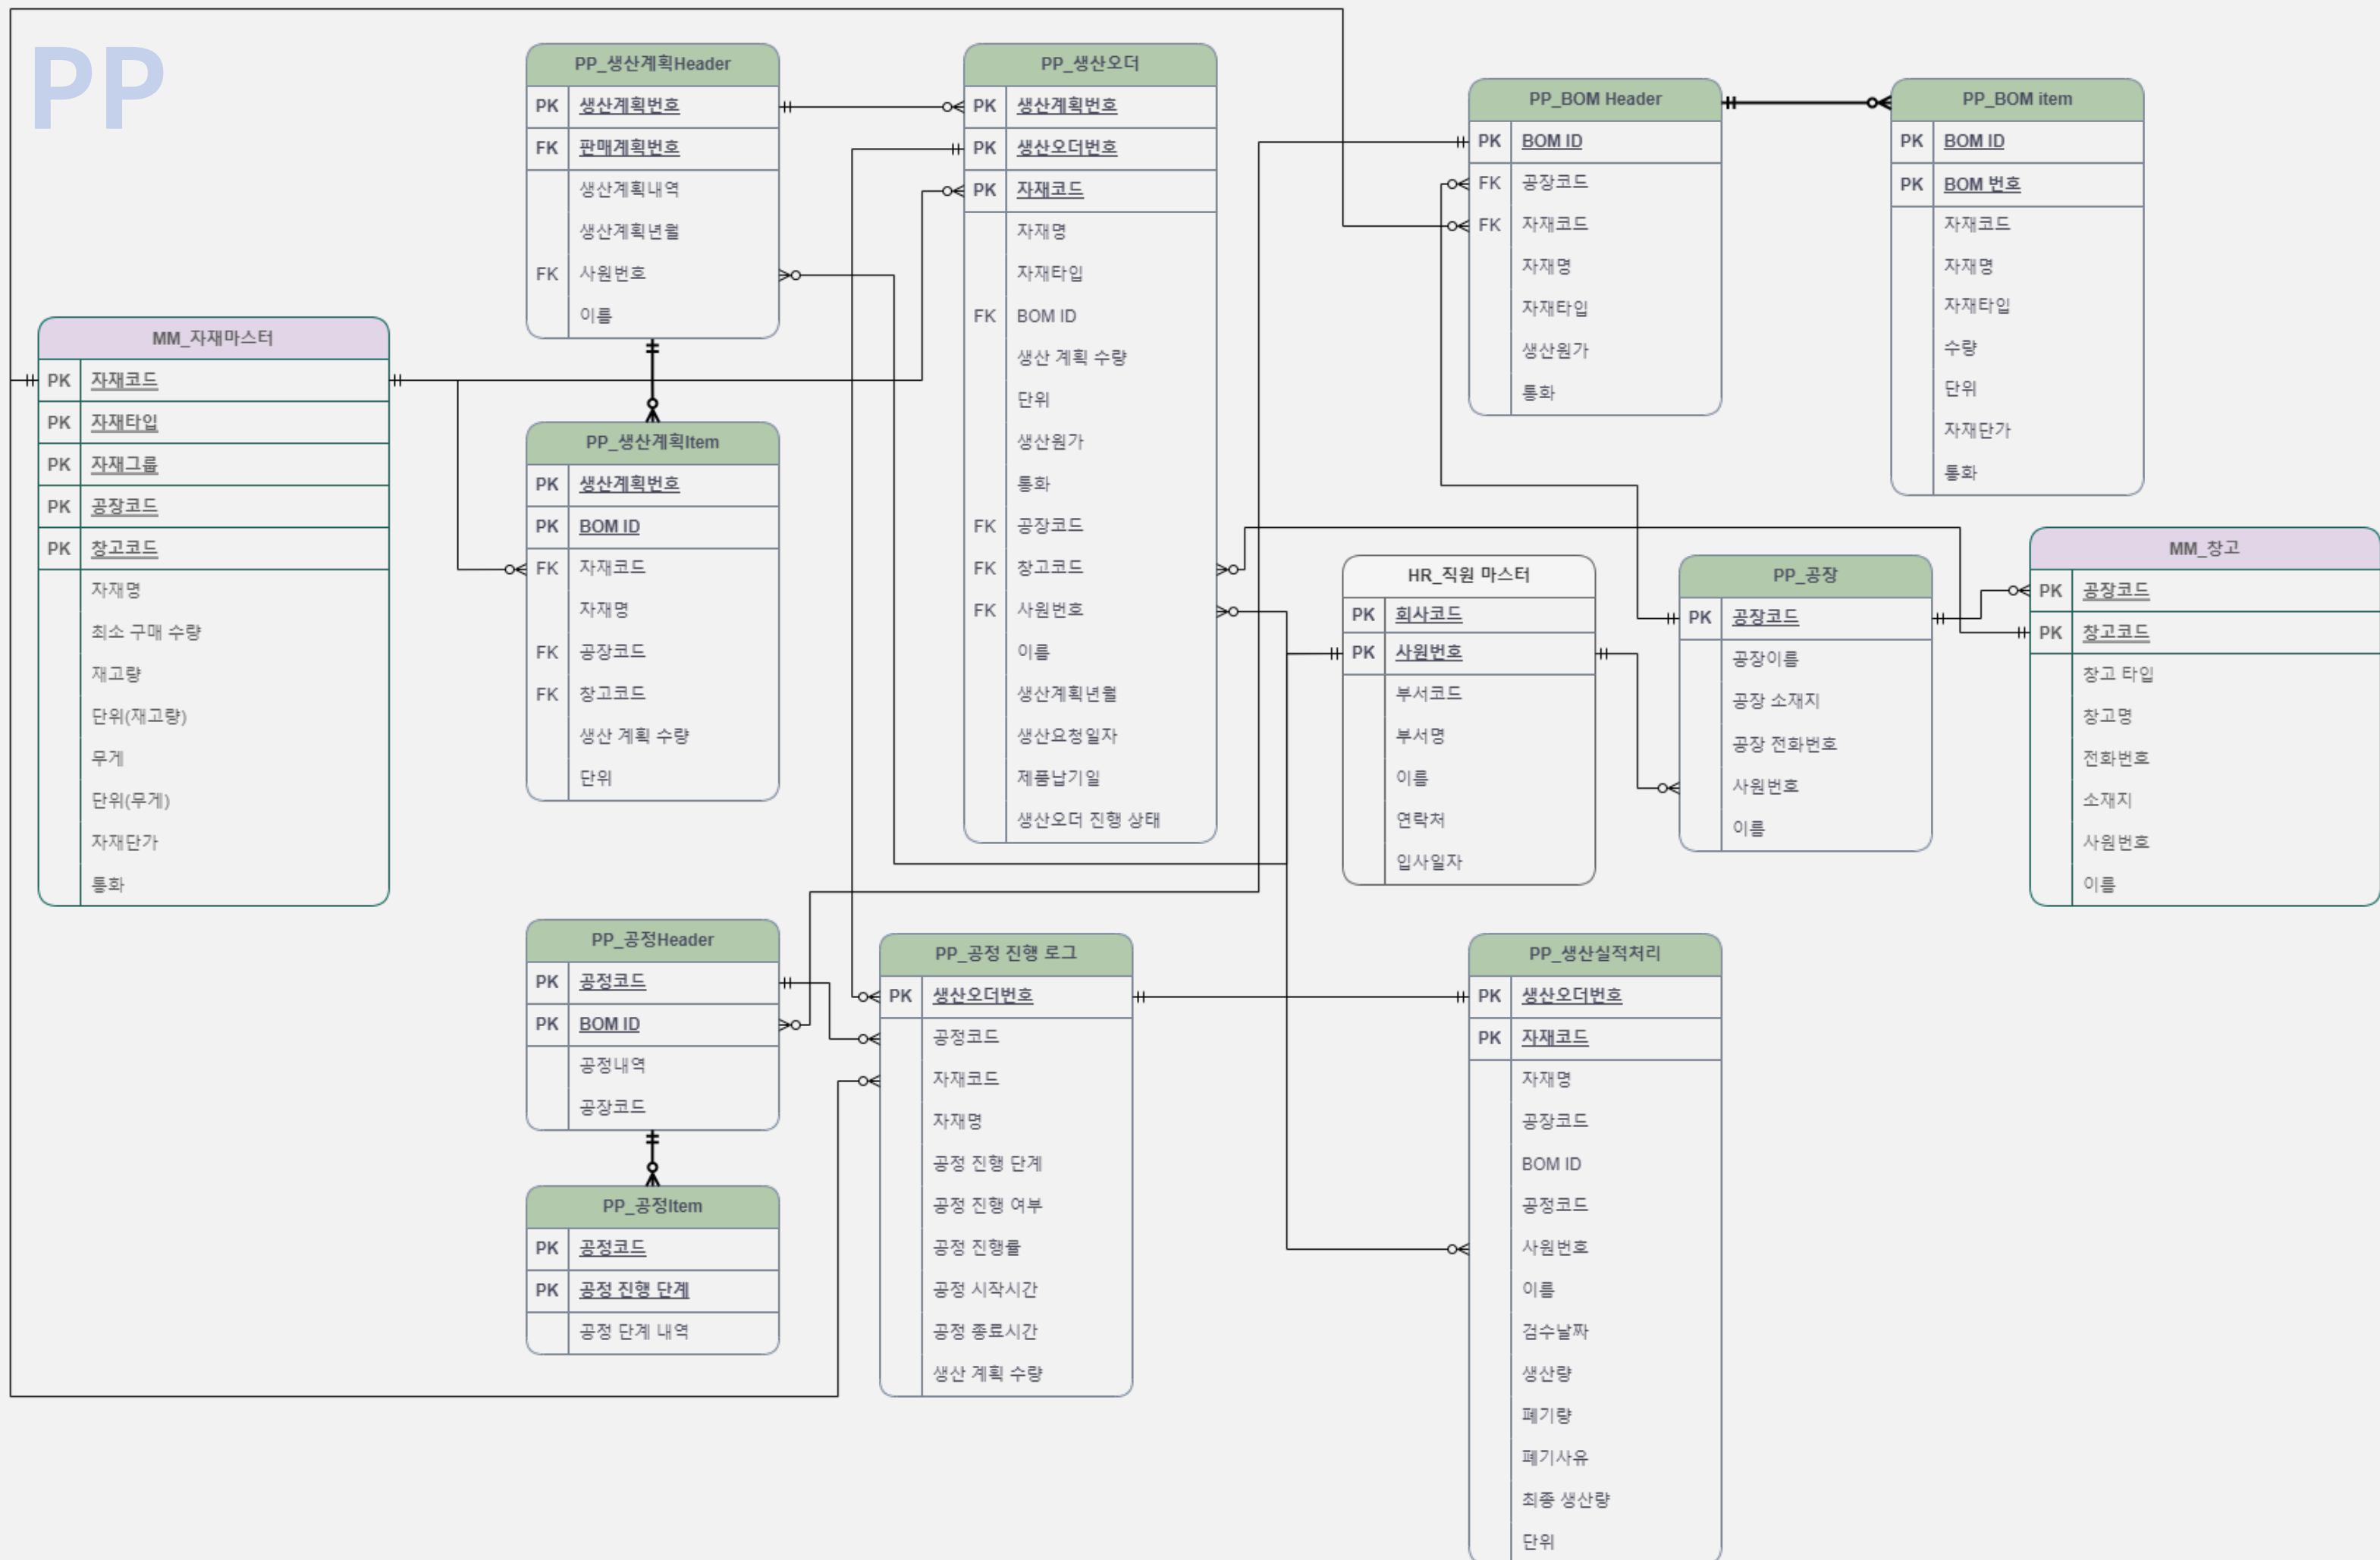 PP
PP_생산계획Header
PK 생산계획번호
FK 판매계획번호
생산계획내역
생산계획년월
FK 사원번호
이름
PP_생산오더
PK 생산계획번호
PK 생산오더번호
PK 자재코드
자재명
자재타입
FK BOM ID
생산 계획 수량
단위
생산원가
통화
FK 공장코드
FK 창고코드
FK 사원번호
이름
생산계획년월
생산요청일자
제품납기일
생산오더 진행 상태
PP_BOM Header
PK BOM ID
FK 공장코드
FK 자재코드
자재명
자재타입
생산원가
통화
PP_BOM item
PK BOM ID
PK BOM 번호
자재코드
자재명
자재타입
수량
단위
자재단가
통화
MM_자재마스터
PK 자재코드
PK 자재타입
PK 자재그룹
PK 공장코드
PK 창고코드
자재명
최소 구매 수량
재고량
단위(재고량)
무게
단위(무게)
자재단가
통화
PP_생산계획Item
PK 생산계획번호
PK BOM ID
FK 자재코드
자재명
FK 공장코드
FK 창고코드
생산 계획 수량
단위
HR_직원 마스터
PK 회사코드
PK 사원번호
부서코드
부서명
이름
연락처
입사일자
PP_공장
PK 공장코드
공장이름
공장 소재지
공장 전화번호
사원번호
이름
MM_창고
PK 공장코드
PK 창고코드
창고 타입
창고명
전화번호
소재지
사원번호
이름
PP_공정Header
PK 공정코드
PK BOM ID
공정내역
공장코드
PP_공정Item
PK 공정코드
PK 공정 진행 단계
공정 단계 내역
PP_공정 진행 로그
PK 생산오더번호
공정코드
자재코드
자재명
공정 진행 단계
공정 진행 여부
공정 진행률
공정 시작시간
공정 종료시간
생산 계획 수량
PP_생산실적처리
PK 생산오더번호
PK 자재코드
자재명
공장코드
BOM ID
공정코드
사원번호
이름
검수날짜
생산량
폐기량
폐기사유
최종 생산량
단위